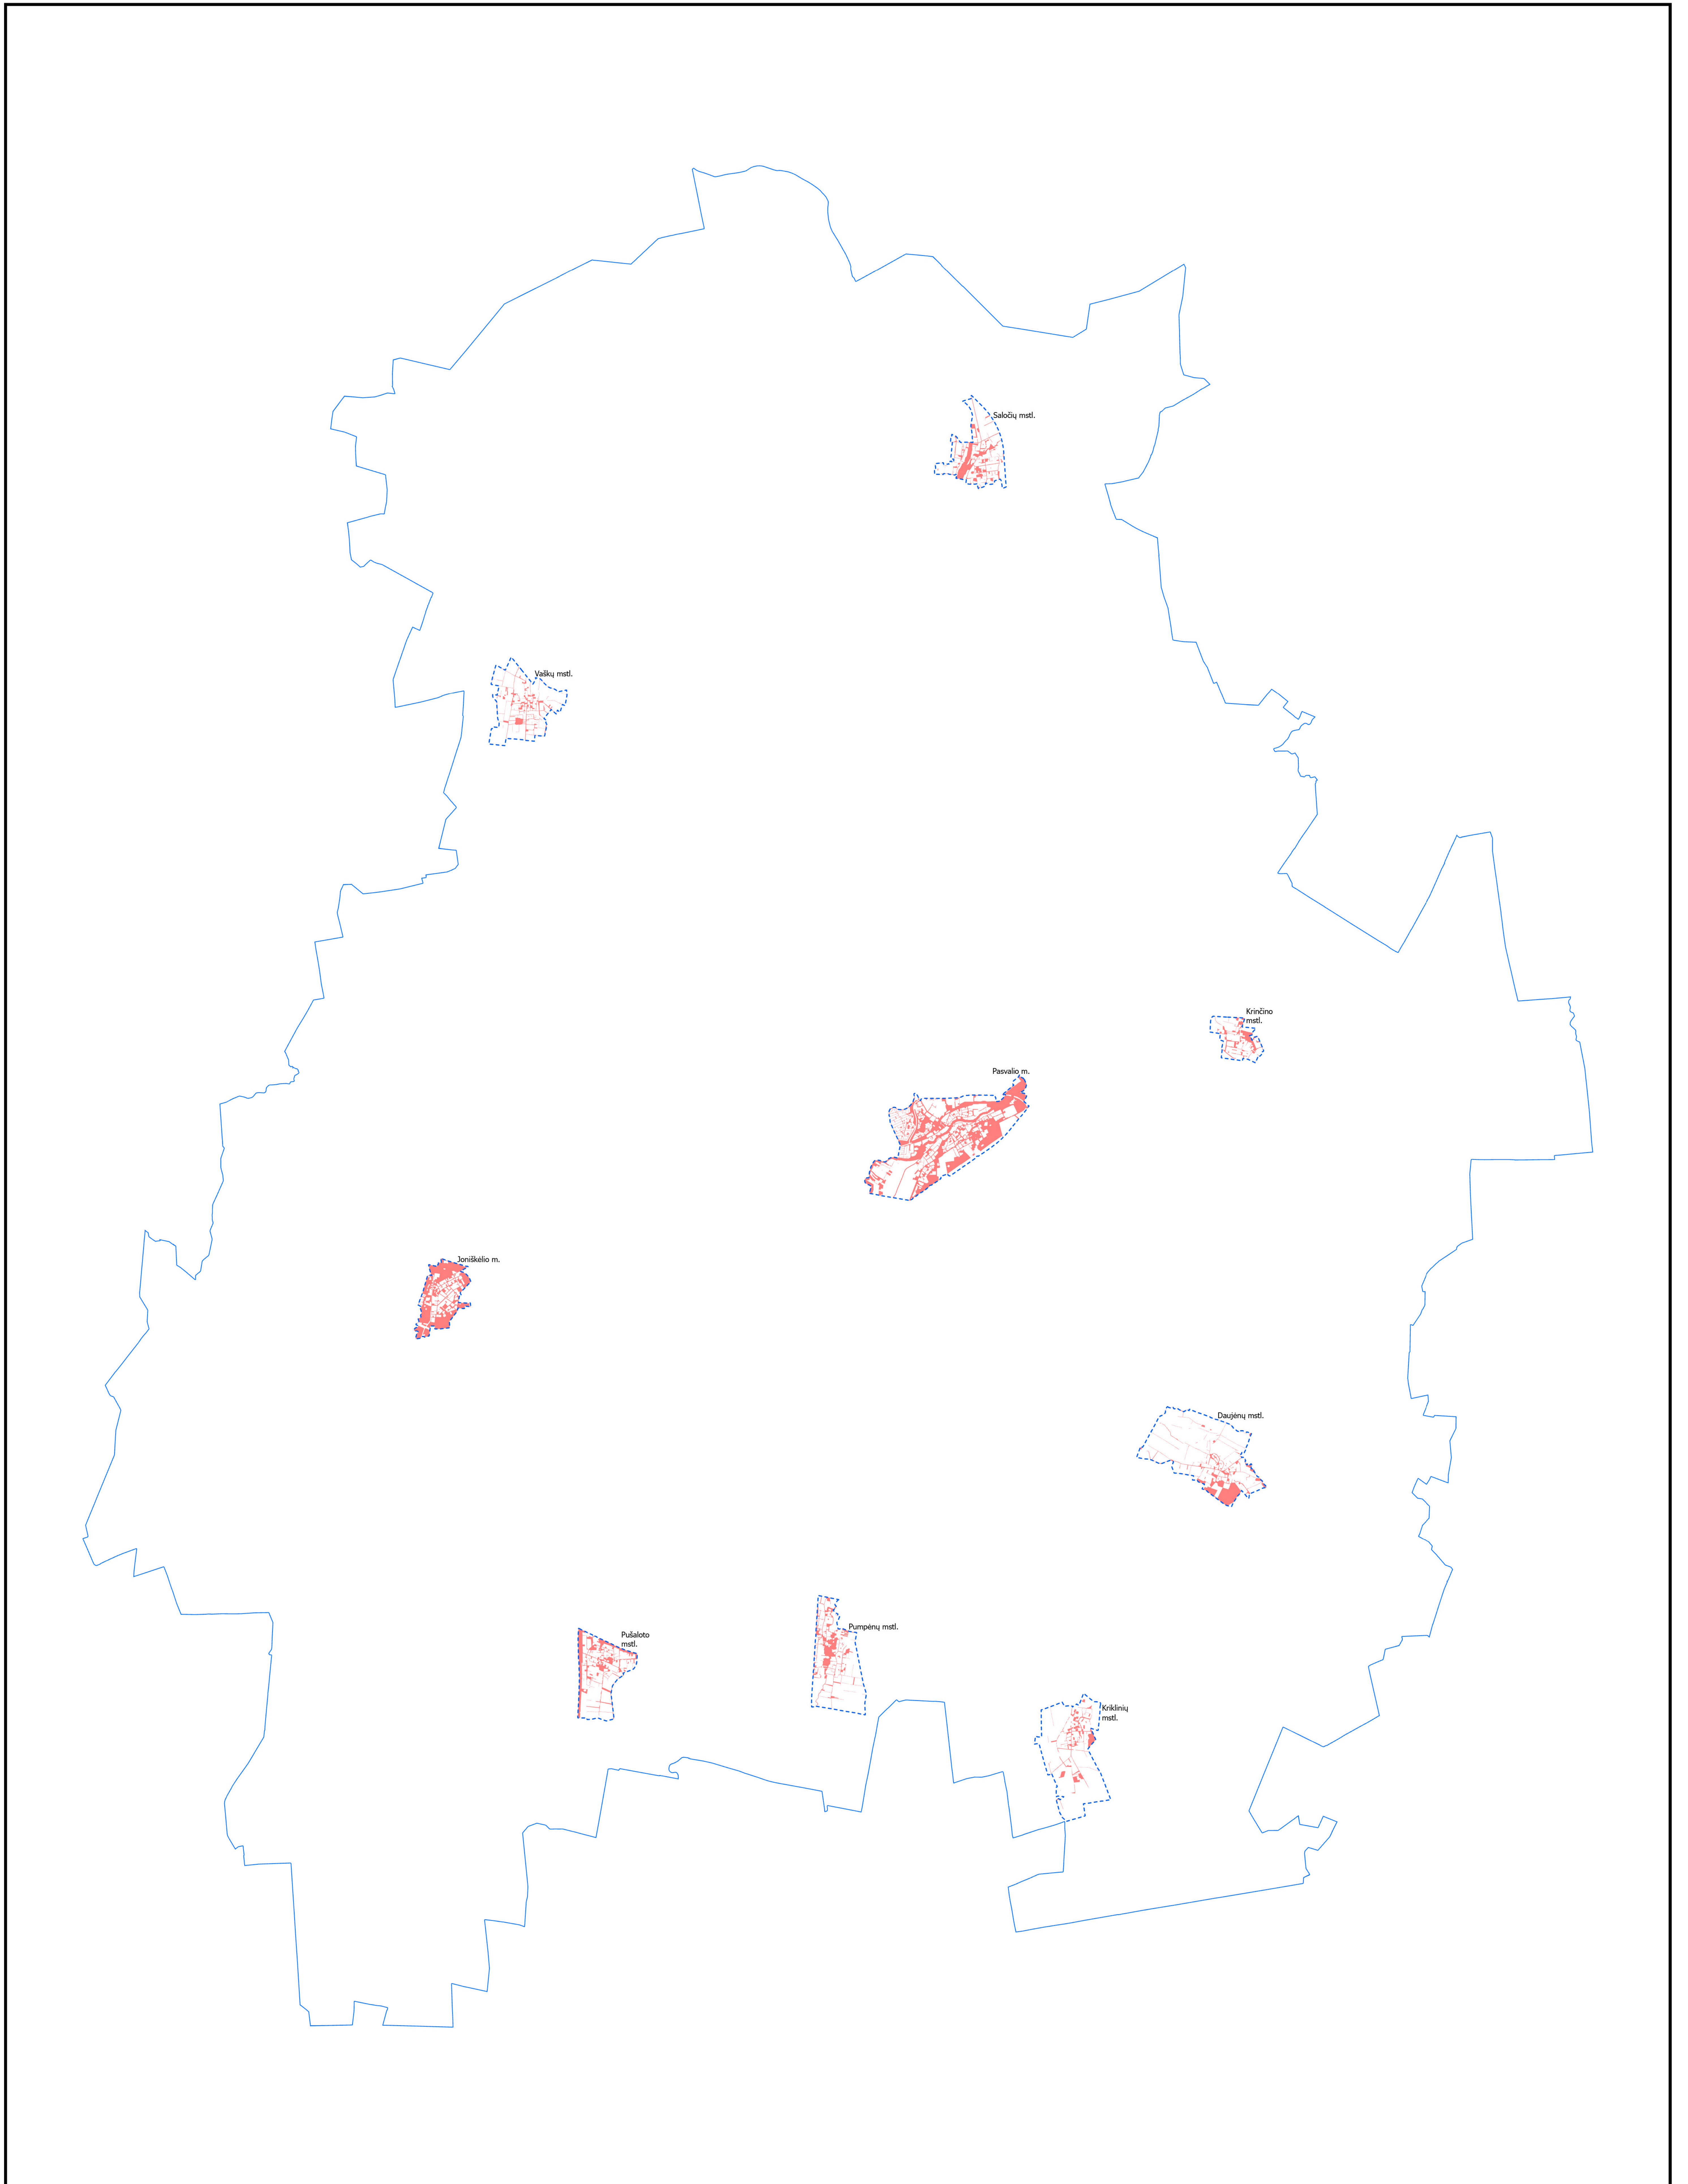 Saločių mstl.
Vaškų mstl.
Krinčino
mstl.
Pasvalio m.
Joniškėlio m.
Daujėnų mstl.
Pumpėnų mstl.
Pušaloto
mstl.
Kriklinių
mstl.